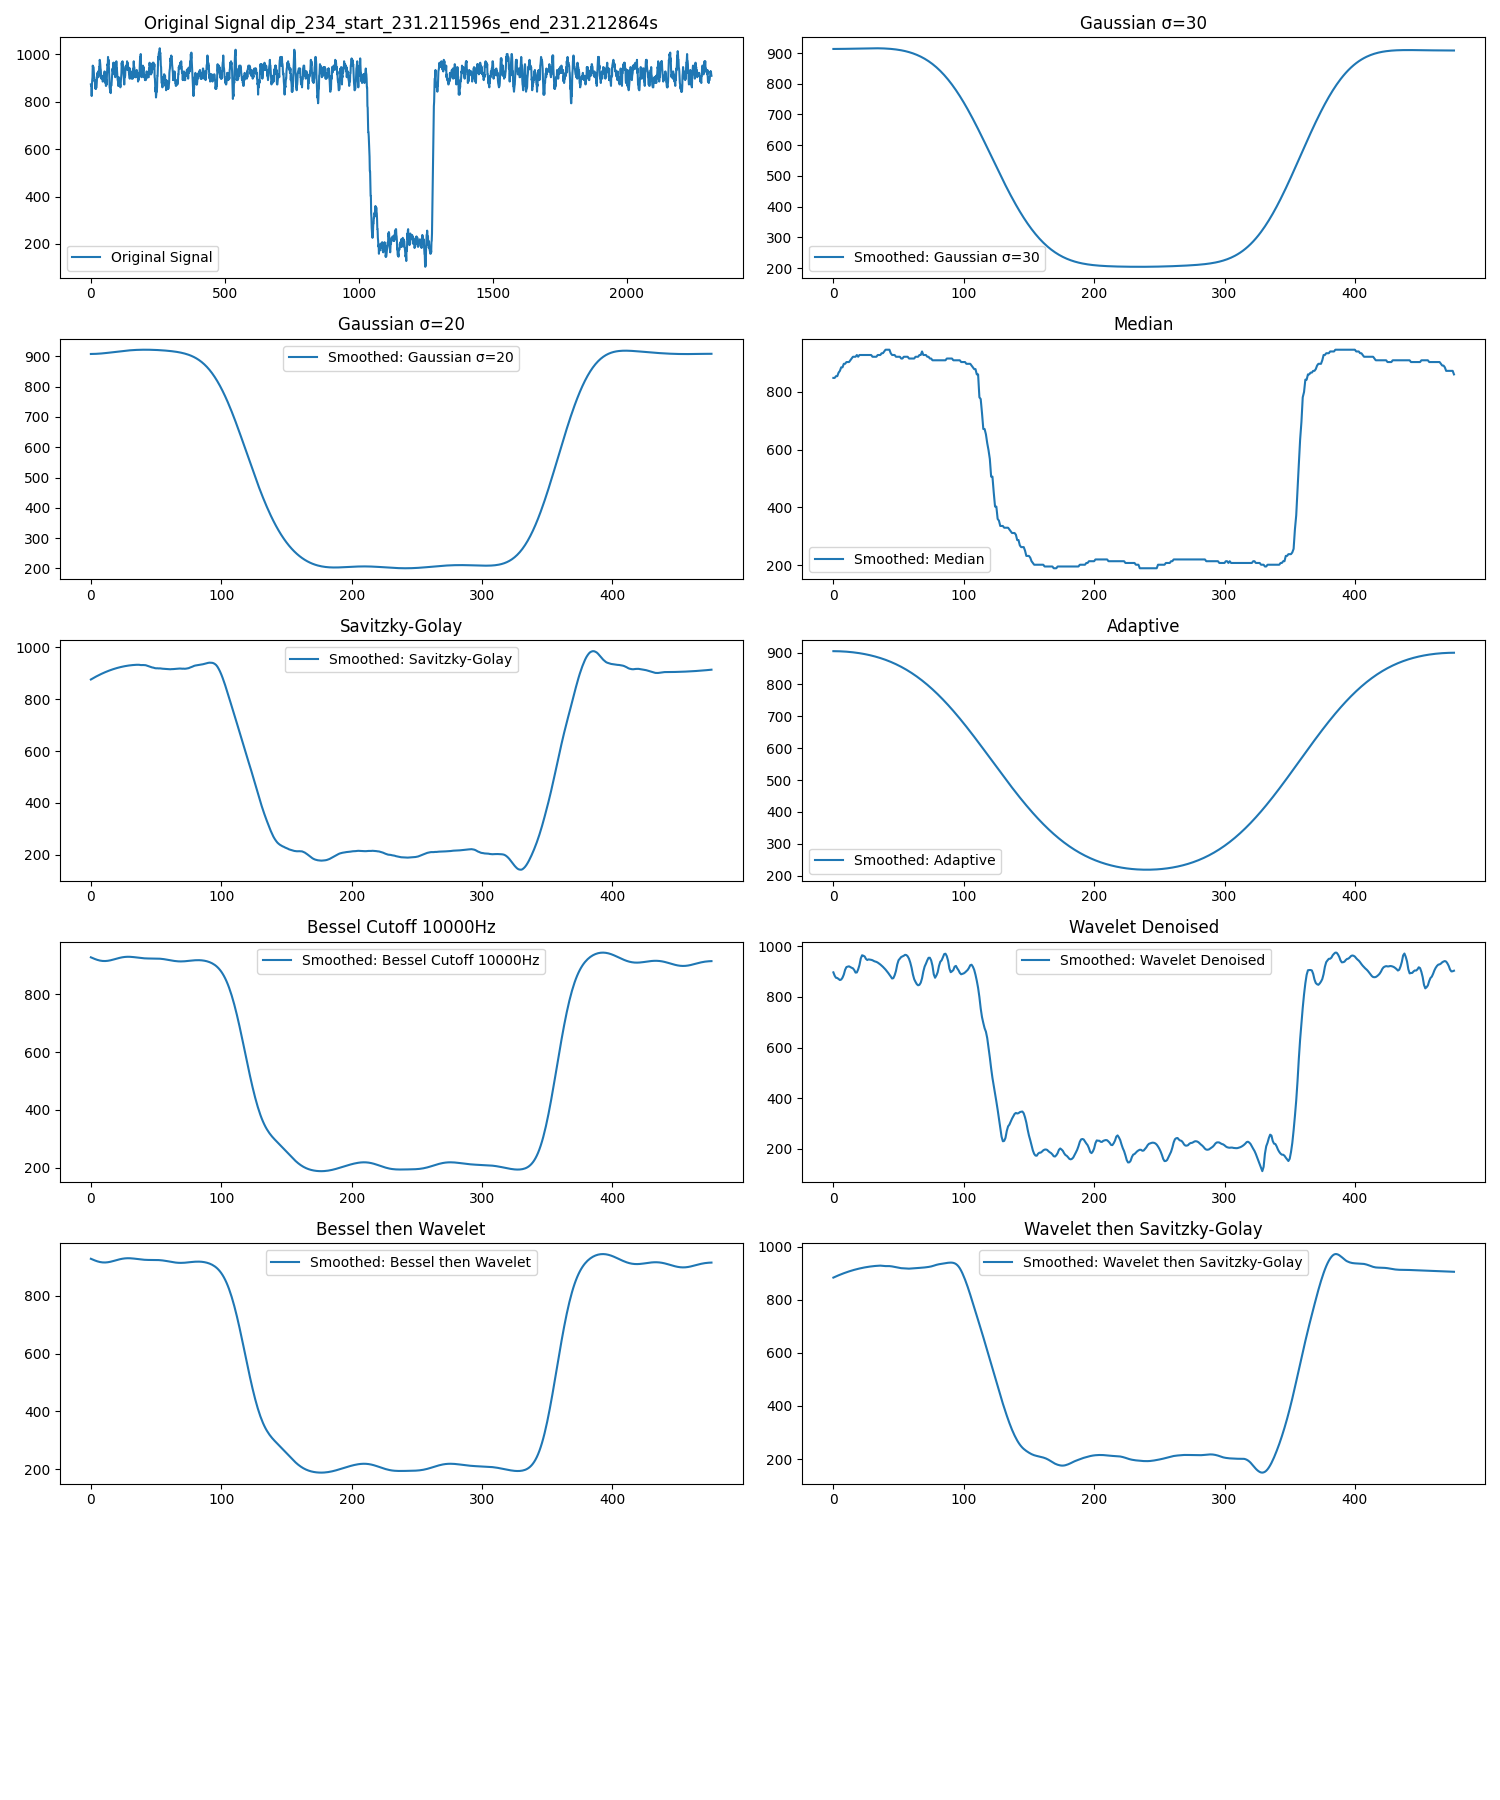 Original Signal dip_234_start_231.211596s_end_231.212864s
1000
800
600
400
200
Original Signal
0 500 1000 1500 2000
Gaussian σ=30
900
800
700
600
500
400
300
200
Smoothed: Gaussian σ=30
0 100 200 300 400
Gaussian σ=20
900
800
700
600
500
400
300
200
Smoothed: Gaussian σ=20
0 100 200 300 400
Median
800
600
400
200
Smoothed: Median
0 100 200 300 400
Savitzky-Golay
1000
800
600
400
200
Smoothed: Savitzky-Golay
0 100 200 300 400
Adaptive
900
800
700
600
500
400
300
200
Smoothed: Adaptive
0 100 200 300 400
Bessel Cutoff 10000Hz
800
600
400
200
Smoothed: Bessel Cutoff 10000Hz
0 100 200 300 400
Wavelet Denoised
1000
800
600
400
200
Smoothed: Wavelet Denoised
0 100 200 300 400
Bessel then Wavelet
800
600
400
200
Smoothed: Bessel then Wavelet
0 100 200 300 400
Wavelet then Savitzky-Golay
1000
800
600
400
200
Smoothed: Wavelet then Savitzky-Golay
0 100 200 300 400